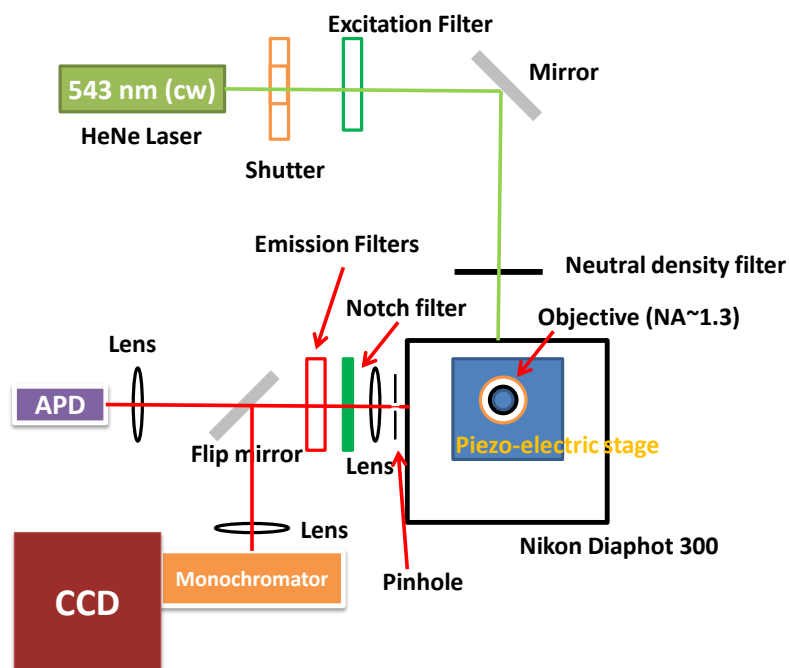 Excitation Filter
Mirror
543 nm (cw)
HeNe Laser
Shutter
Emission Filters
Neutral density filter
Notch filter
Objective (NA~1.3)
Lens
APD
Flip mirror
Lens
Piezo-electric stage
Lens
Nikon Diaphot 300
Monochromator
Pinhole
CCD